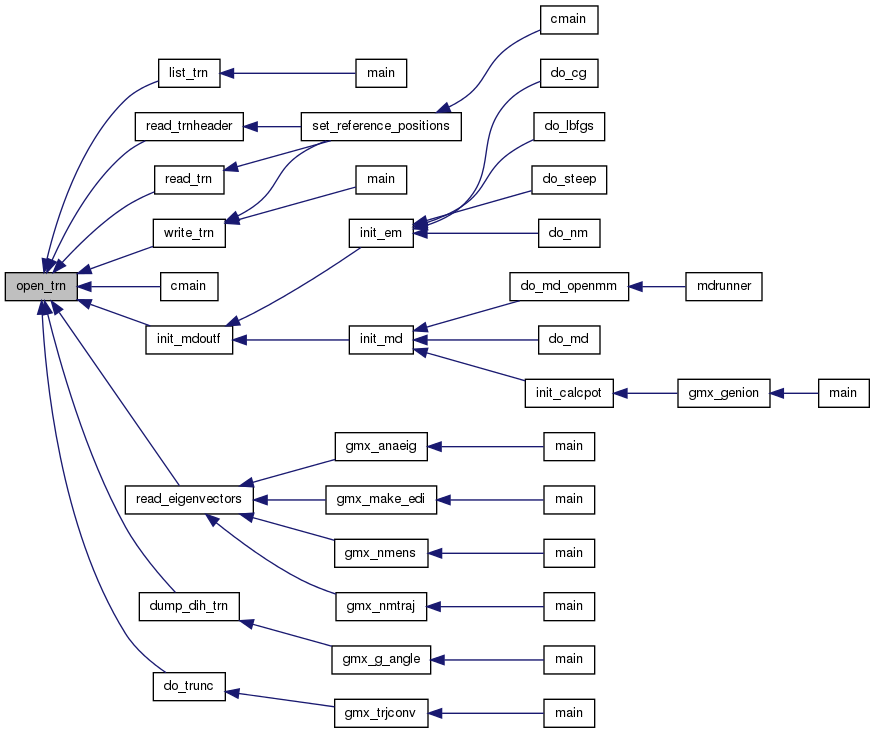 cmain
list_trn
main
do_cg
read_trnheader
set_reference_positions
do_lbfgs
read_trn
main
do_steep
write_trn
init_em
do_nm
open_trn
cmain
do_md_openmm
mdrunner
init_mdoutf
init_md
do_md
init_calcpot
gmx_genion
main
gmx_anaeig
main
read_eigenvectors
gmx_make_edi
main
gmx_nmens
main
dump_dih_trn
gmx_nmtraj
main
gmx_g_angle
main
do_trunc
gmx_trjconv
main